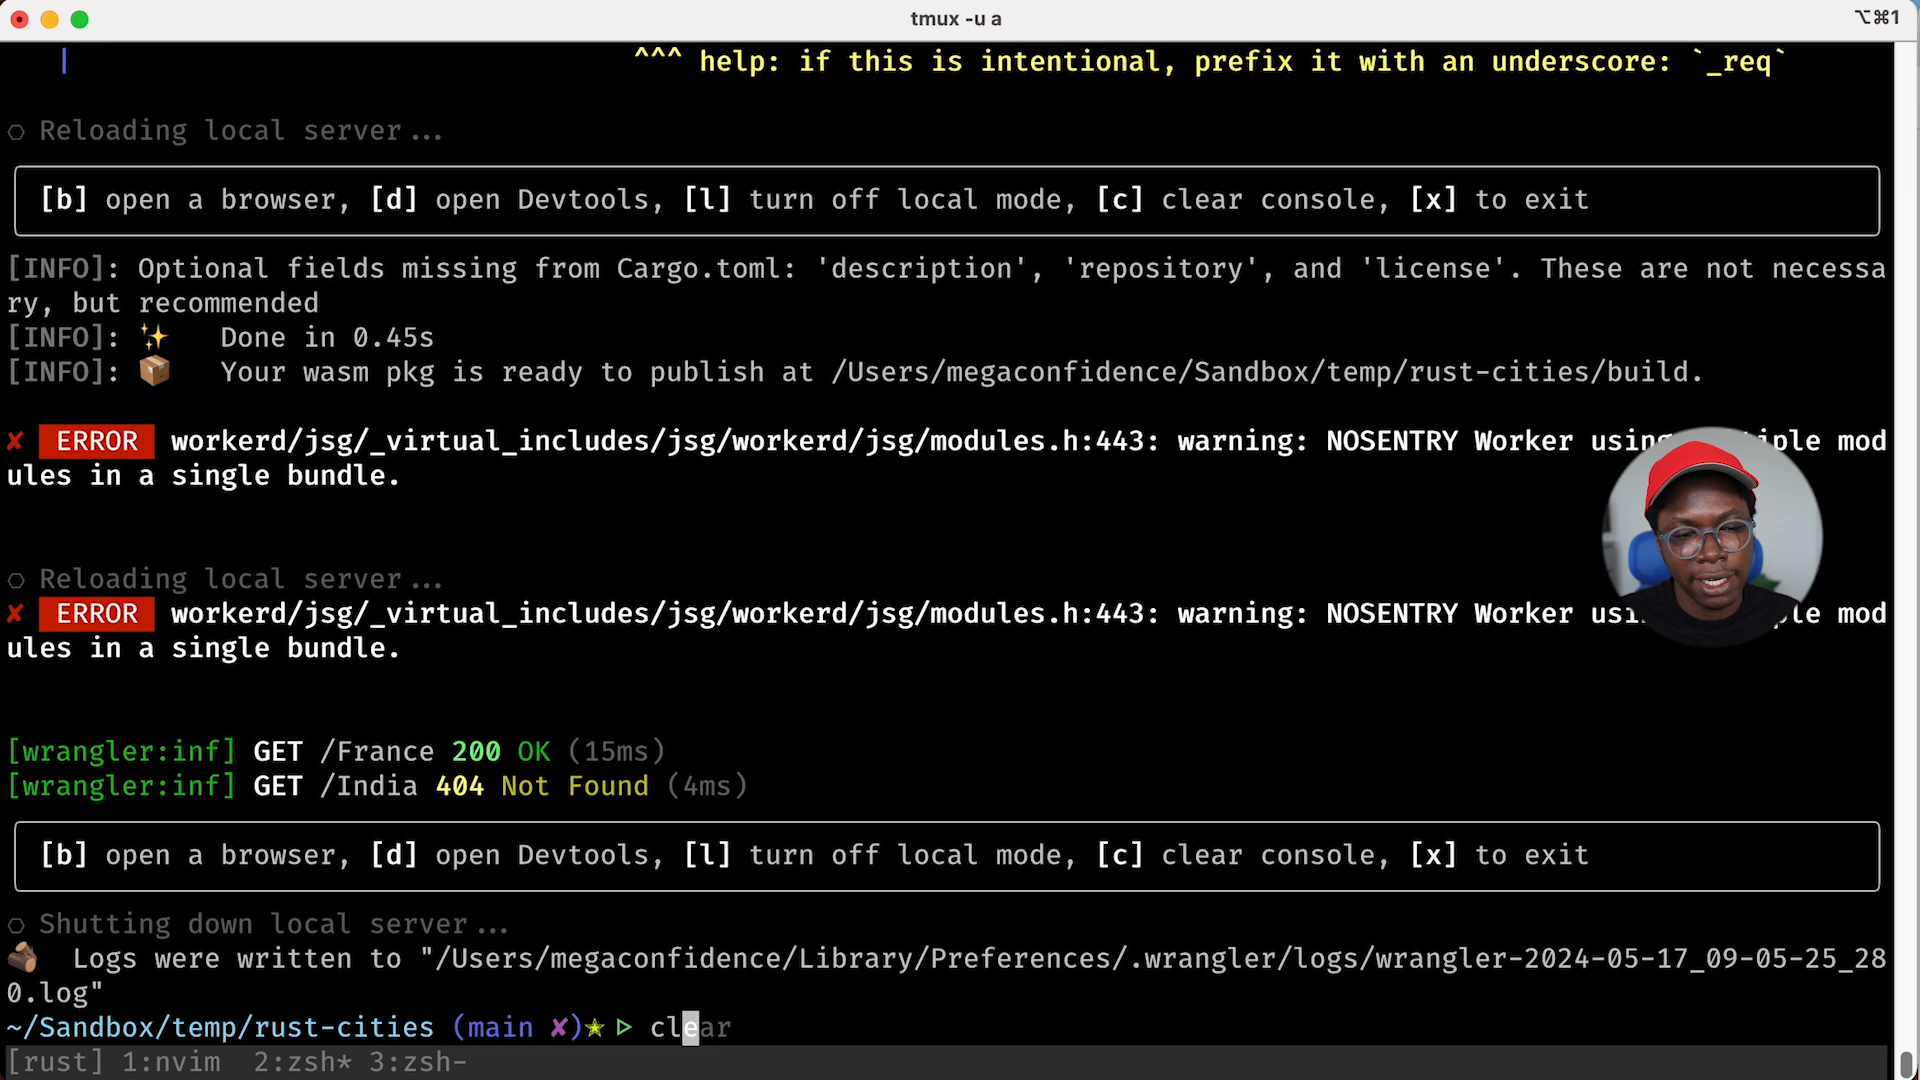 tmux -u a
⌥⌘1
^^^ help: if this is intentional, prefix it with an underscore: `_req`
Reloading local server...
[b] open a browser, [d] open Devtools, [l] turn off local mode, [c] clear console, [x] to exit
[INFO]: Optional fields missing from Cargo.toml: 'description', 'repository', and 'license'. These are not necessa
ry, but recommended
[INFO]: ✨ Done in 0.45s
[INFO]: 📦 Your wasm pkg is ready to publish at /Users/megaconfidence/Sandbox/temp/rust-cities/build.
✘ ERROR workerd/jsg/_virtual_includes/jsg/workerd/jsg/modules.h:443: warning: NOSENTRY Worker mod
ules in a single bundle.
Reloading local server...
✘ ERROR workerd/jsg/_virtual_includes/jsg/workerd/jsg/modules.h:443: warning: NOSENTRY Worker mod
ules in a single bundle.
[wrangler:inf] GET /France 200 OK (15ms)
[wrangler:inf] GET /India 404 Not Found (4ms)
[b] open a browser, [d] open Devtools, [l] turn off local mode, [c] clear console, [x] to exit
Shutting down local server...
🪵 Logs were written to "/Users/megaconfidence/Library/Preferences/.wrangler/logs/wrangler-2024-05-17_09-05-25_28
0.log"
~/Sandbox/temp/rust-cities (main ✘)★ ▷ clear
[rust] 1:nvim 2:zsh* 3:zsh-